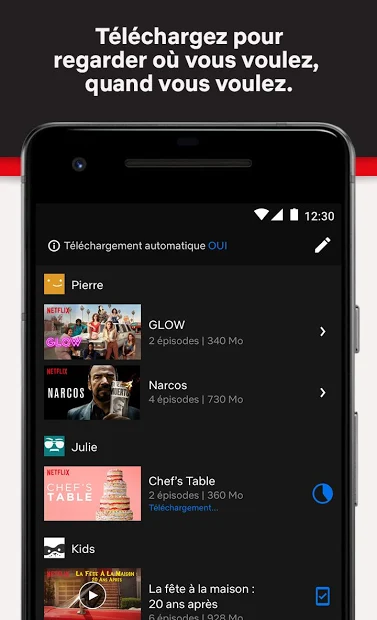 Téléchargez pour
regarder où vous voulez,
quand vous voulez.
12:30
Téléchargement automatique OUI
Pierre
NETFLIX
GLOW
GLOW
2 épisodes | 340 Mo
NETFLIX
NARCOS
Narcos
4 épisodes | 730 Mo
Julie
NETFLIX
CHEF'S
TABLE
Chef's Table
2 épisodes | 360 Mo
Téléchargement...
Kids
NETFLIX
LA FÊTE À LA MAISON
20 ANS APRÈS
La fête à la maison :
20 ans après
6 épisodes | 928 Mo